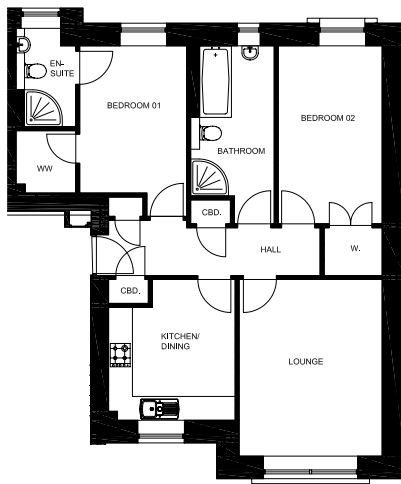 EN-
SUITE
BEDROOM 01
BEDROOM 02
BATHROOM
WW
CBD.
HALL
W.
CBD.
KITCHEN/
DINING
LOUNGE